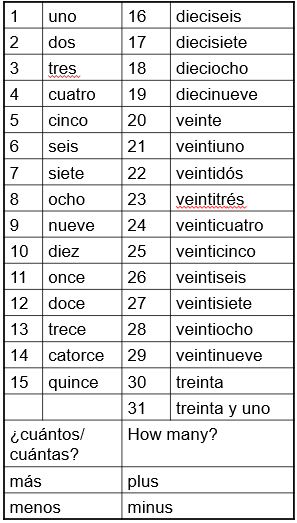 1 uno 16 dieciseis
2 dos 17 diecisiete
3 tres 18 dieciocho
4 cuatro 19 diecinueve
5 cinco 20 veinte
6 seis 21 veintiuno
7 siete 22 veintidós
8 ocho 23 veintitrés
9 nueve 24 veinticuatro
10 diez 25 veinticinco
11 once 26 veintiseis
12 doce 27 veintisiete
13 trece 28 veintiocho
14 catorce 29 veintinueve
15 quince 30 treinta
31 treinta y uno
¿cuántos/ How many?
cuántas?
más plus
menos minus